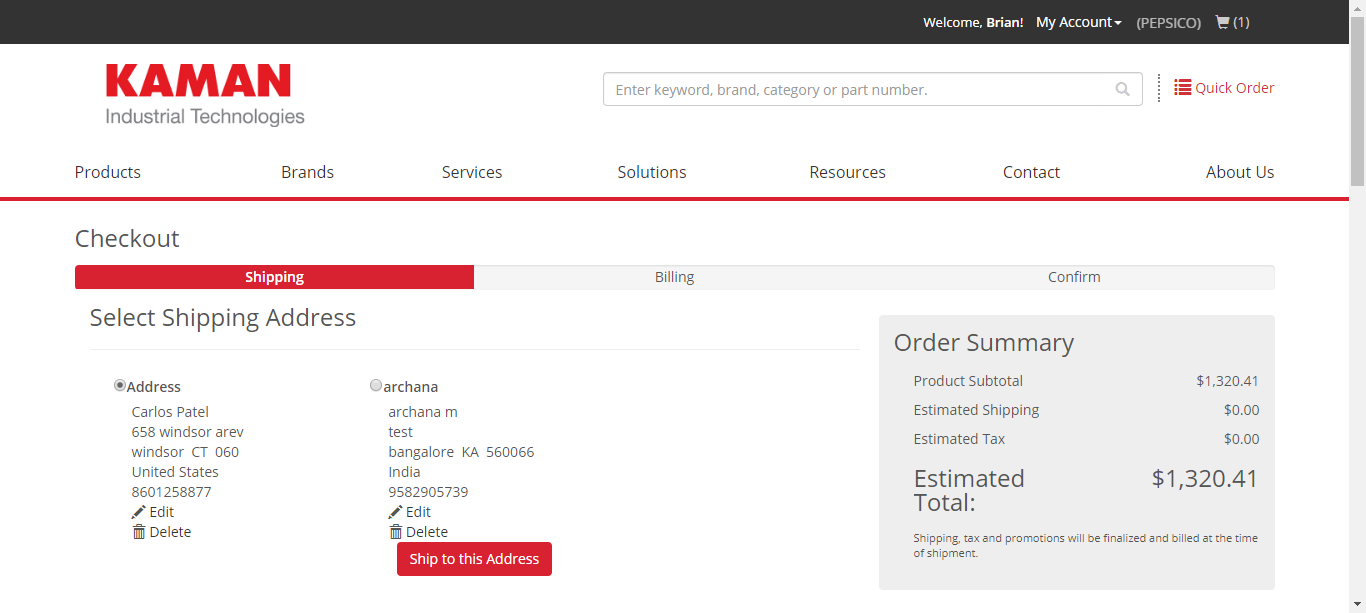 Welcome, Brian! My Account (PEPSICO) (1)
KAMAN
Industrial Technologies
Enter keyword, brand, category or part number.
Quick Order
Products Brands Services Solutions Resources Contact About Us
Checkout
Shipping Billing Confirm
Select Shipping Address
Address
Carlos Patel
658 windsor arev
windsor CT 060
United States
8601258877
Edit
Delete
archana
archana m
test
bangalore KA 560066
India
9582905739
Edit
Delete
Ship to this Address
Order Summary
Product Subtotal $1,320.41
Estimated Shipping $0.00
Estimated Tax $0.00
Estimated
Total: $1,320.41
Shipping, tax and promotions will be finalized and billed at the time
of shipment.